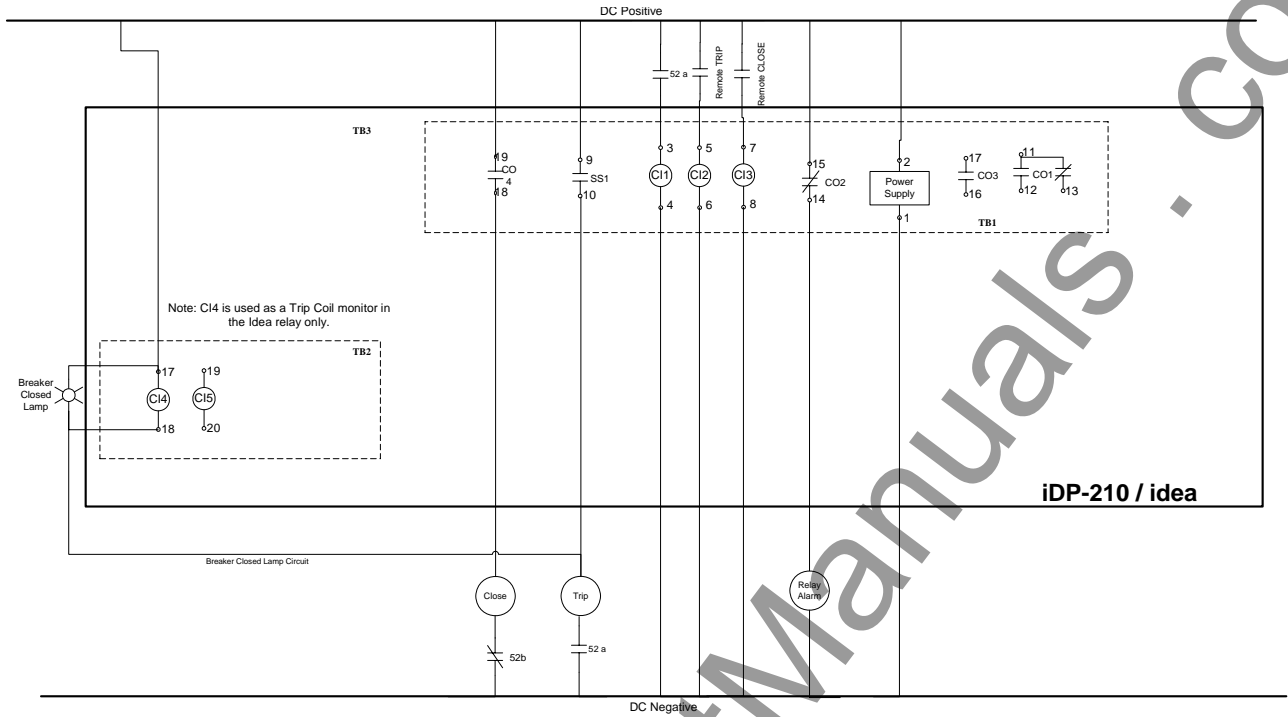 DC Positive
52 a
Remote TRIP
Remote CLOSE
TB3
19
CO
4
18
9
SS1
10
3
CI1
4
5
CI2
6
7
CI3
8
15
CO2
14
2
Power
Supply
1
17
CO3
16
11
CO1
12
13
TB1
Note: CI4 is used as a Trip Coil monitor in
the Idea relay only.
TB2
Breaker
Closed
Lamp
17
CI4
18
19
CI5
20
iDP-210 / idea
Breaker Closed Lamp Circuit
Close
Trip
Relay
Alarm
52b
52 a
DC Negative